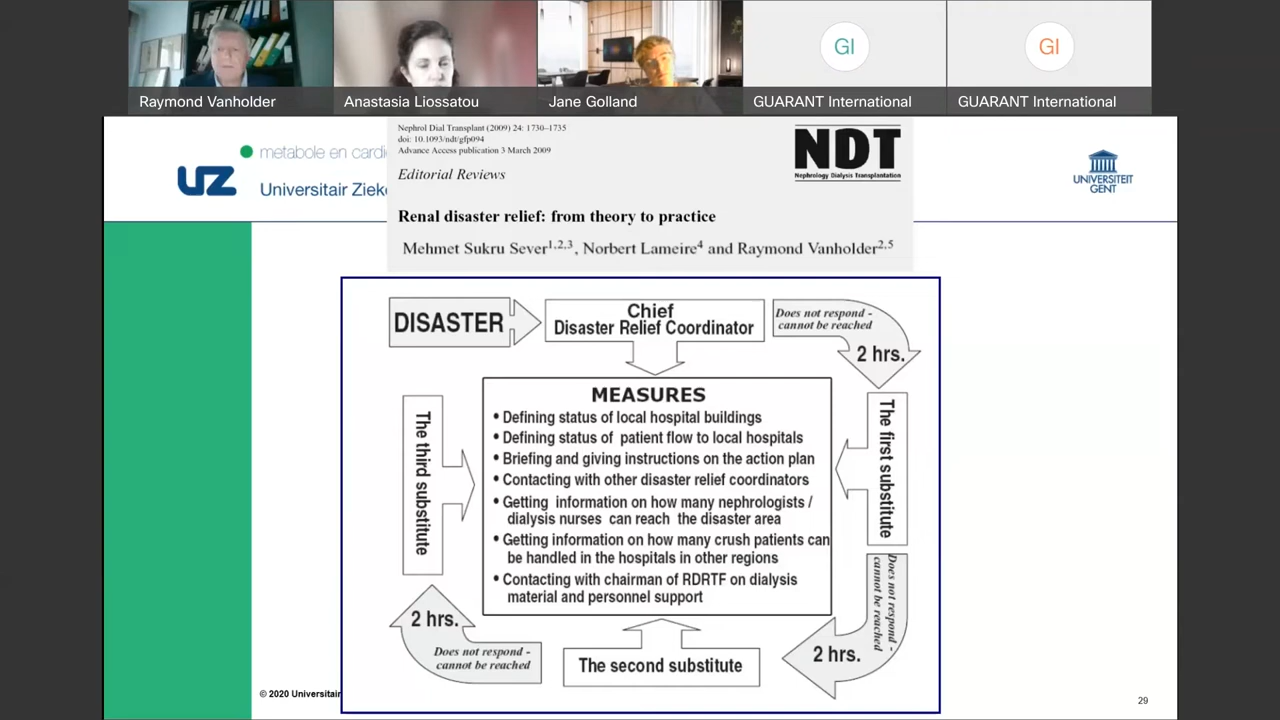 Raymond Vanholder
Anastasia Liossatou
Jane Golland
GI
GUARANT International
GI
GUARANT International
metabole en cardi
UZ
Universitair Zieke
Nephrol Dial Transplant (2009) 24: 1730–1735
doi: 10.1093/ndt/gfp094
Advance Access publication 3 March 2009
Editorial Reviews
NDT
Nephrology Dialysis Transplantation
Renal disaster relief: from theory to practice
Mehmet Sukru Sever1,2,3, Norbert Lameire4 and Raymond Vanholder2,5
UNIVERSITEIT
GENT
DISASTER
Chief
Disaster Relief Coordinator
Does not respond -
cannot be reached
2 hrs.
MEASURES
• Defining status of local hospital buildings
• Defining status of patient flow to local hospitals
• Briefing and giving instructions on the action plan
• Contacting with other disaster relief coordinators
• Getting information on how many nephrologists /
dialysis nurses can reach the disaster area
• Getting information on how many crush patients can
be handled in the hospitals in other regions
• Contacting with chairman of RDRTF on dialysis
material and personnel support
The first substitute
Does not respond -
cannot be reached
2 hrs.
The second substitute
Does not respond -
cannot be reached
2 hrs.
The third substitute
© 2020 Universitair
29